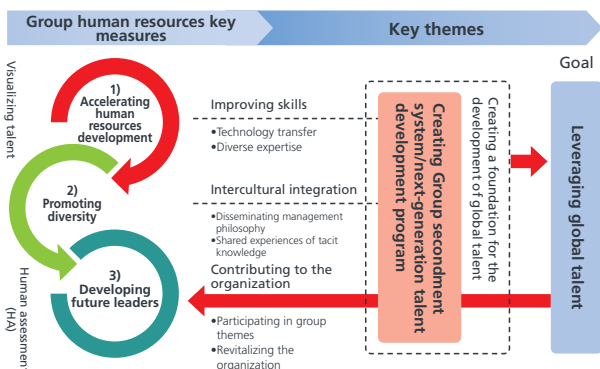 Group human resources key
measures
Key themes
Goal
Visualizing talent
Human assessment
(HA)
1)
Accelerating
human
resources
development
2)
Promoting
diversity
3)
Developing
future leaders
Improving skills
•Technology transfer
•Diverse expertise
Intercultural integration
•Disseminating management
philosophy
•Shared experiences of tacit
knowledge
Contributing to the
organization
•Participating in group
themes
•Revitalizing the
organization
Creating Group secondment
system/next-generation talent
development program
Creating a foundation for the
development of global talent
Leveraging global talent